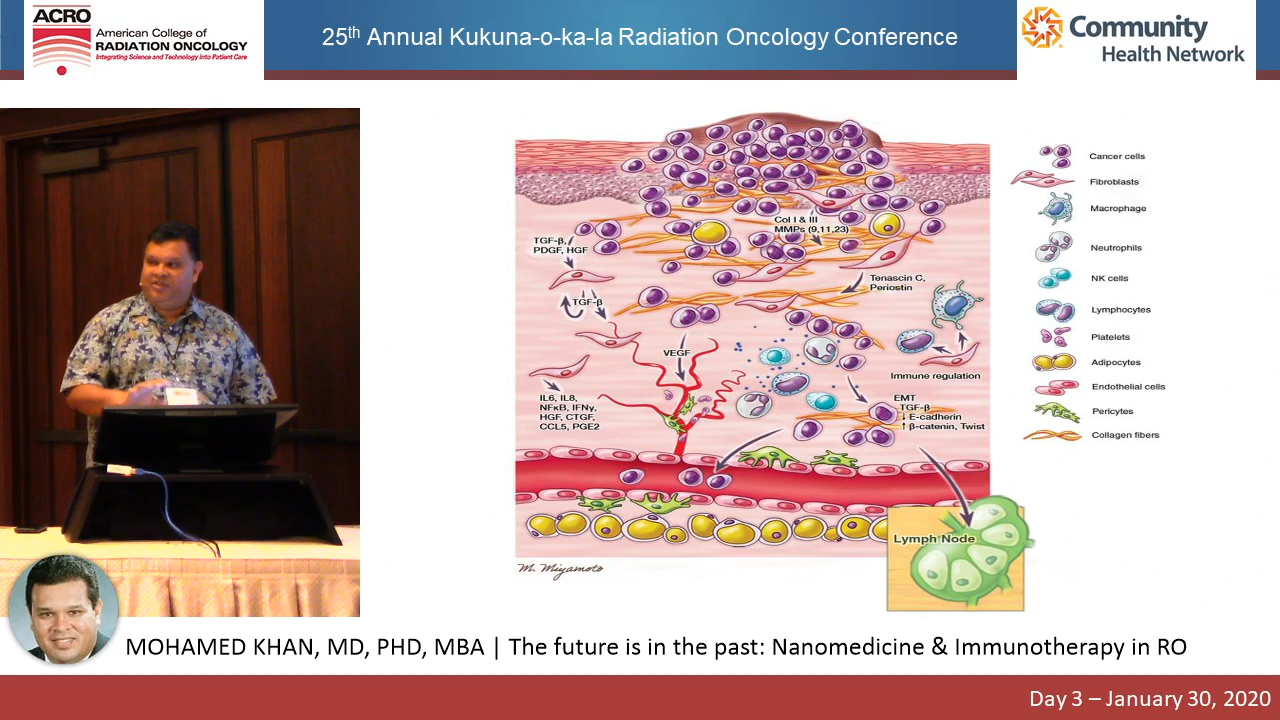 ACRO
American College of
RADIATION ONCOLOGY
Integrating Science and Technology Into Patient Care
25th Annual Kukuna-o-ka-la Radiation Oncology Conference
Community
Health Network
Col I & III
MMPs (9,11,23)
TGF-β,
PDGF, HGF
Tenascin C,
Periostin
TGF-β
VEGF
Immune regulation
IL6, IL8,
NFκB, IFNγ,
HGF, CTGF,
CCL5, PGE2
EMT
TGF-β
↓ E-cadherin
↑ β-catenin, Twist
Lymph Node
M. Miyamoto
Cancer cells
Fibroblasts
Macrophage
Neutrophils
NK cells
Lymphocytes
Platelets
Adipocytes
Endothelial cells
Pericytes
Collagen fibers
MOHAMED KHAN, MD, PHD, MBA | The future is in the past: Nanomedicine & Immunotherapy in RO
Day 3 – January 30, 2020